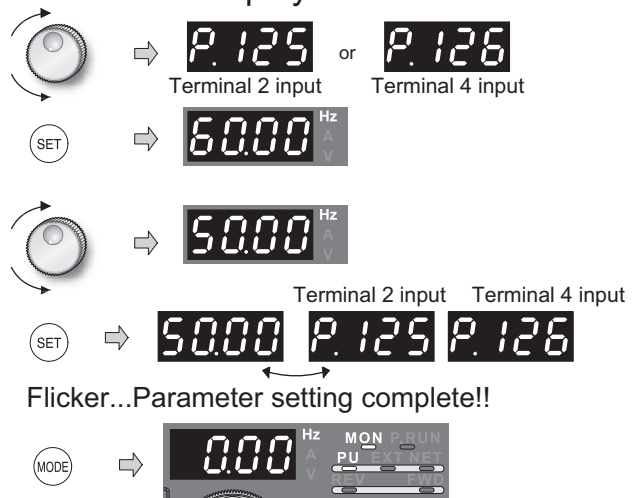 P. 125 or P. 126
Terminal 2 input Terminal 4 input
SET 60.00 Hz
A
V
50.00 Hz
A
V
Terminal 2 input Terminal 4 input
SET 50.00 P. 125 P. 126
Flicker...Parameter setting complete!!
MODE 0.00 Hz MON P.RUN
A PU EXT NET
V REV FWD